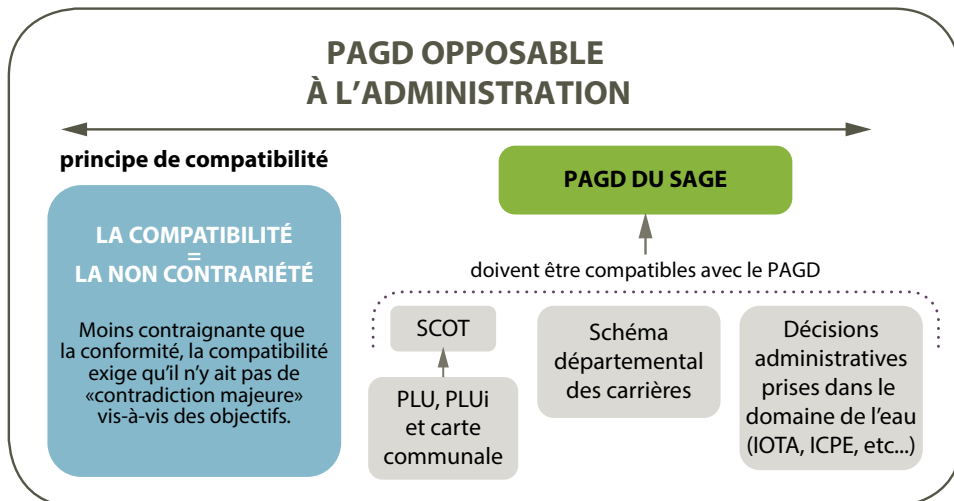 PAGD OPPOSABLE
À L’ADMINISTRATION
principe de compatibilité
LA COMPATIBILITÉ
=
LA NON CONTRARIÉTÉ
Moins contraignante que
la conformité, la compatibilité
exige qu’il n’y ait pas de
«contradiction majeure»
vis-à-vis des objectifs.
PAGD DU SAGE
doivent être compatibles avec le PAGD
SCOT
PLU, PLUi
et carte
communale
Schéma
départemental
des carrières
Décisions
administratives
prises dans le
domaine de l’eau
(IOTA, ICPE, etc...)